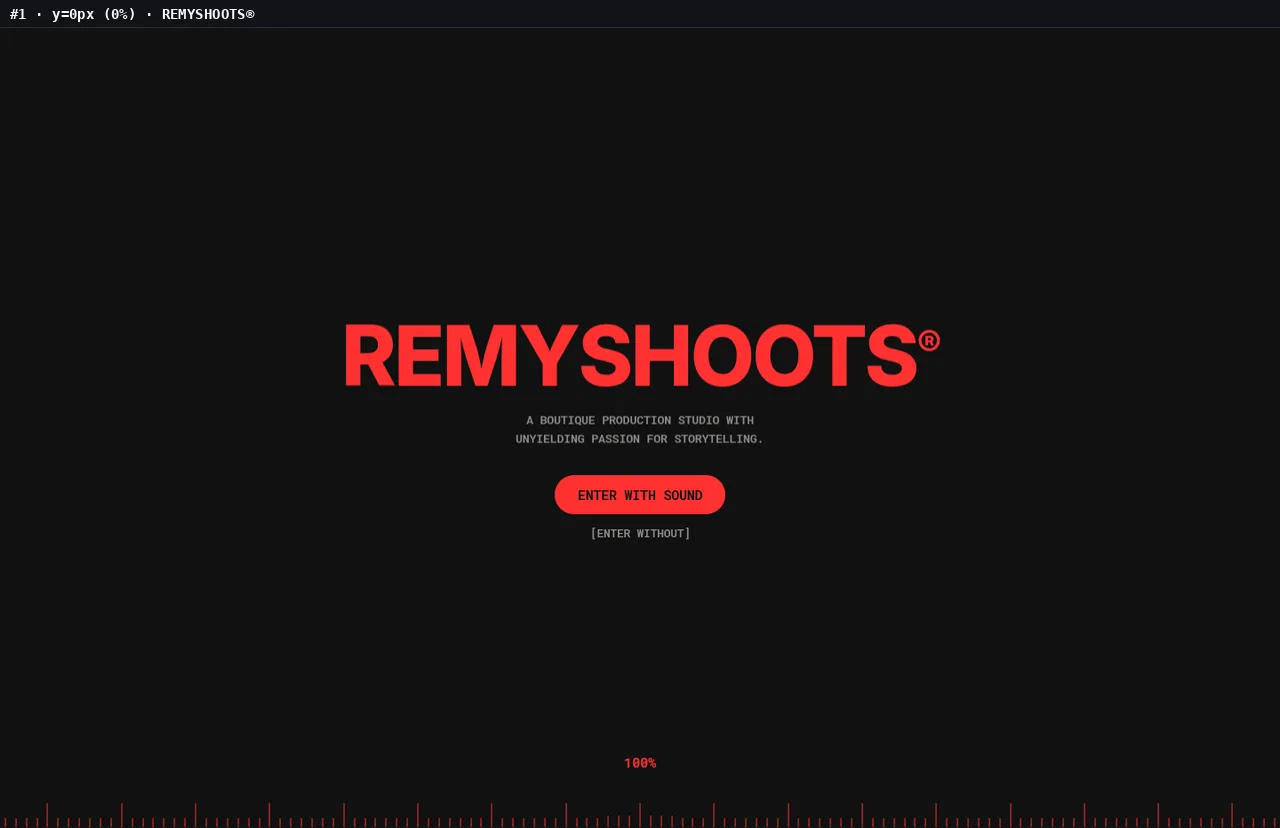 #1 · y=0px (0%) · REMYSHOOTS®
REMYSHOOTS®
A BOUTIQUE PRODUCTION STUDIO WITH
UNYIELDING PASSION FOR STORYTELLING.
ENTER WITH SOUND
[ENTER WITHOUT]
100%